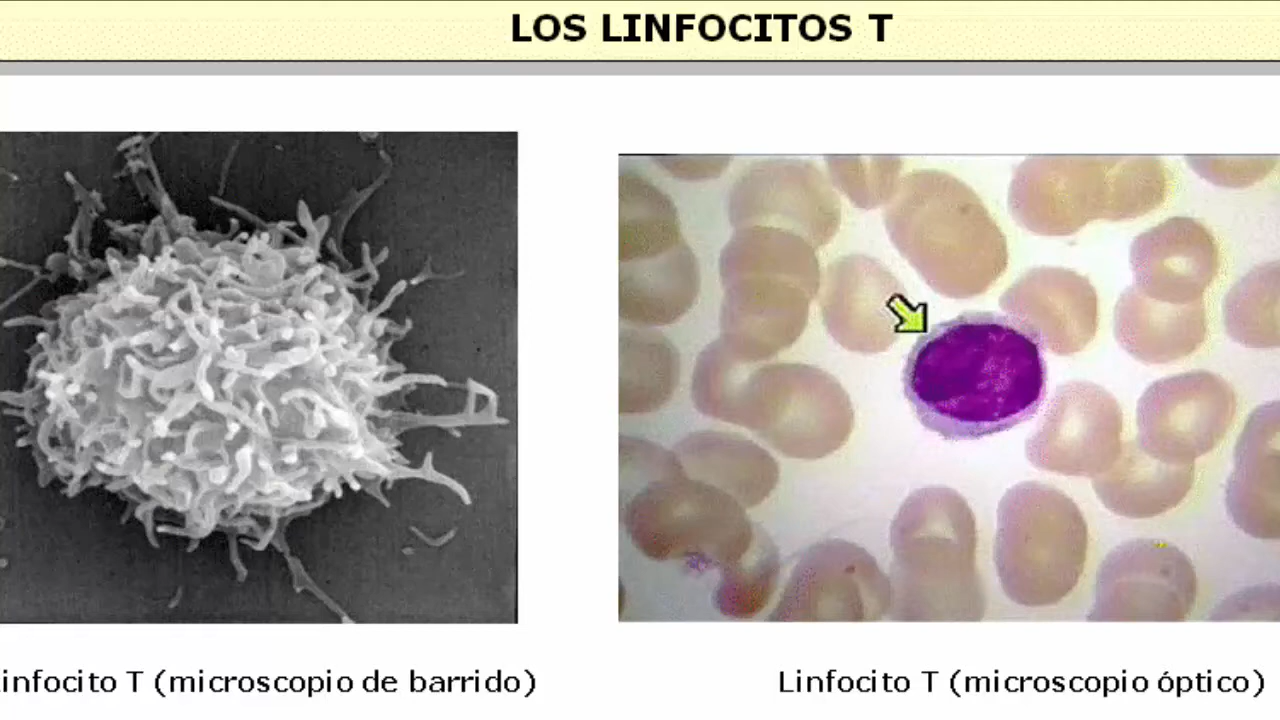 LOS LINFOCITOS T
infocito T (microscopio de barrido)
Linfocito T (microscopio óptico)